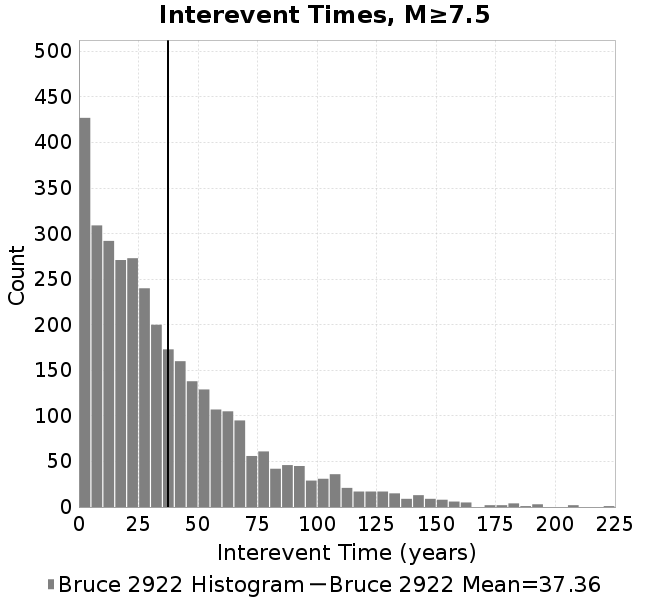 Interevent Times, M≥7.5
500
450
400
350
300
250
200
150
100
50
0
Count
0 25 50 75 100 125 150 175 200 225
Interevent Time (years)
Bruce 2922 Histogram Bruce 2922 Mean=37.36